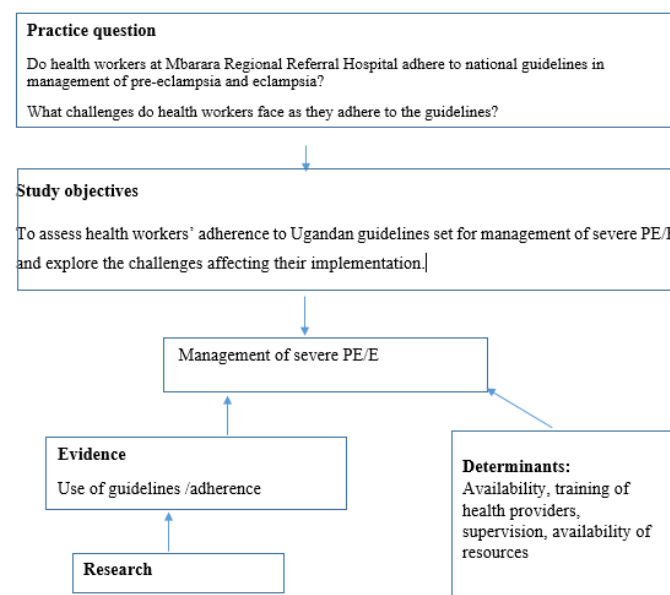 Practice question
Do health workers at Mbarara Regional Referral Hospital adhere to national guidelines in
management of pre-eclampsia and eclampsia?
What challenges do health workers face as they adhere to the guidelines?
Study objectives
To assess health workers’ adherence to Ugandan guidelines set for management of severe PE/E
and explore the challenges affecting their implementation.
Management of severe PE/E
Evidence
Use of guidelines /adherence
Determinants:
Availability, training of
health providers,
supervision, availability of
resources
Research